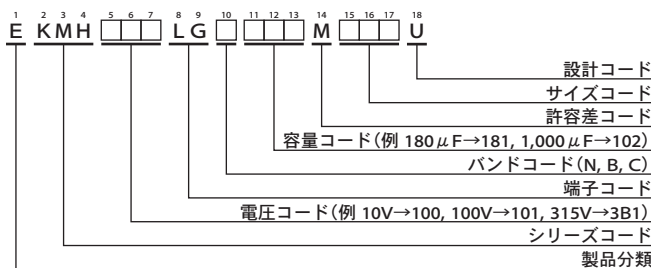 1 2 3 4 5 6 7 8 9 10 11 12 13 14 15 16 17 18
E KMH □□□ LG □ □□□ M □□□ U
設計コード
サイズコード
許容差コード
容量コード(例 180μF→181, 1,000μF→102)
バンドコード(N, B, C)
端子コード
電圧コード(例 10V→100, 100V→101, 315V→3B1)
シリーズコード
製品分類